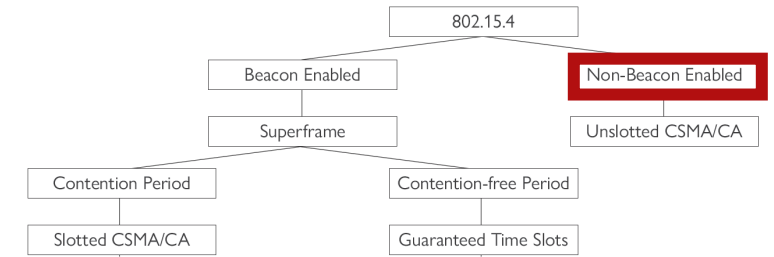 802.15.4
Beacon Enabled
Non-Beacon Enabled
Superframe
Unslotted CSMA/CA
Contention Period
Contention-free Period
Slotted CSMA/CA
Guaranteed Time Slots